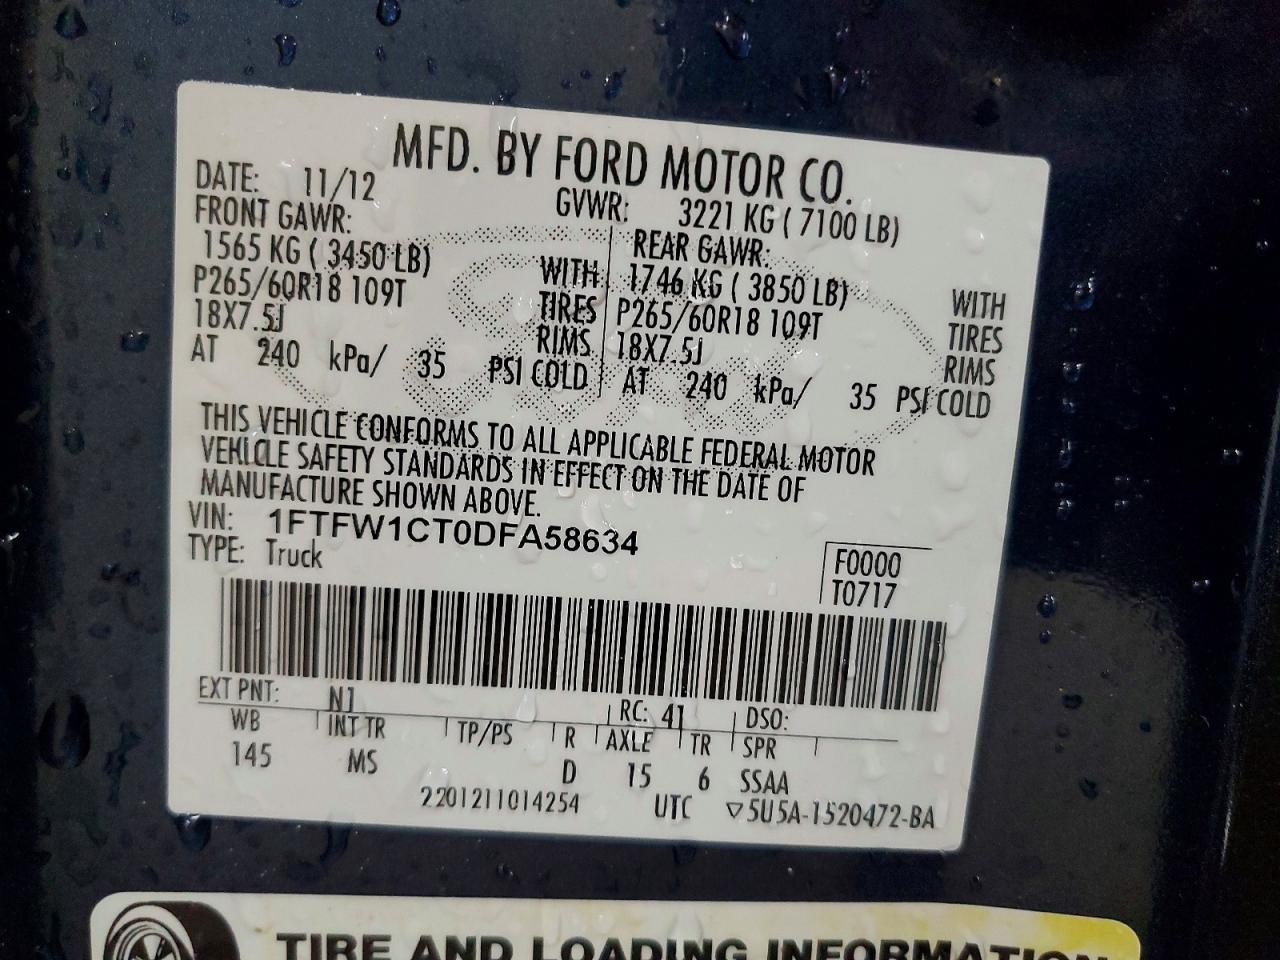 MFD. BY FORD MOTOR CO.
DATE: 11/12 GVWR: 3221 KG ( 7100 LB)
FRONT GAWR: REAR GAWR:
1565 KG ( 3450 LB) WITH 1746 KG ( 3850 LB) WITH
P265/60R18 109T TIRES P265/60R18 109T TIRES
18X7.5J RIMS 18X7.5J RIMS
AT 240 kPa/ 35 PSI COLD AT 240 kPa/ 35 PSI COLD
THIS VEHICLE CONFORMS TO ALL APPLICABLE FEDERAL MOTOR
VEHICLE SAFETY STANDARDS IN EFFECT ON THE DATE OF
MANUFACTURE SHOWN ABOVE.
VIN: 1FTFW1CT0DFA58634
TYPE: Truck
F0000
T0717
EXT PNT: N1 RC: 41 DSO:
WB INT TR TP/PS R AXLE TR SPR
145 MS D 15 6 SSAA
2201211014254 UTC ▽5U5A-1520472-BA
TIRE AND LOADING INFORMATION